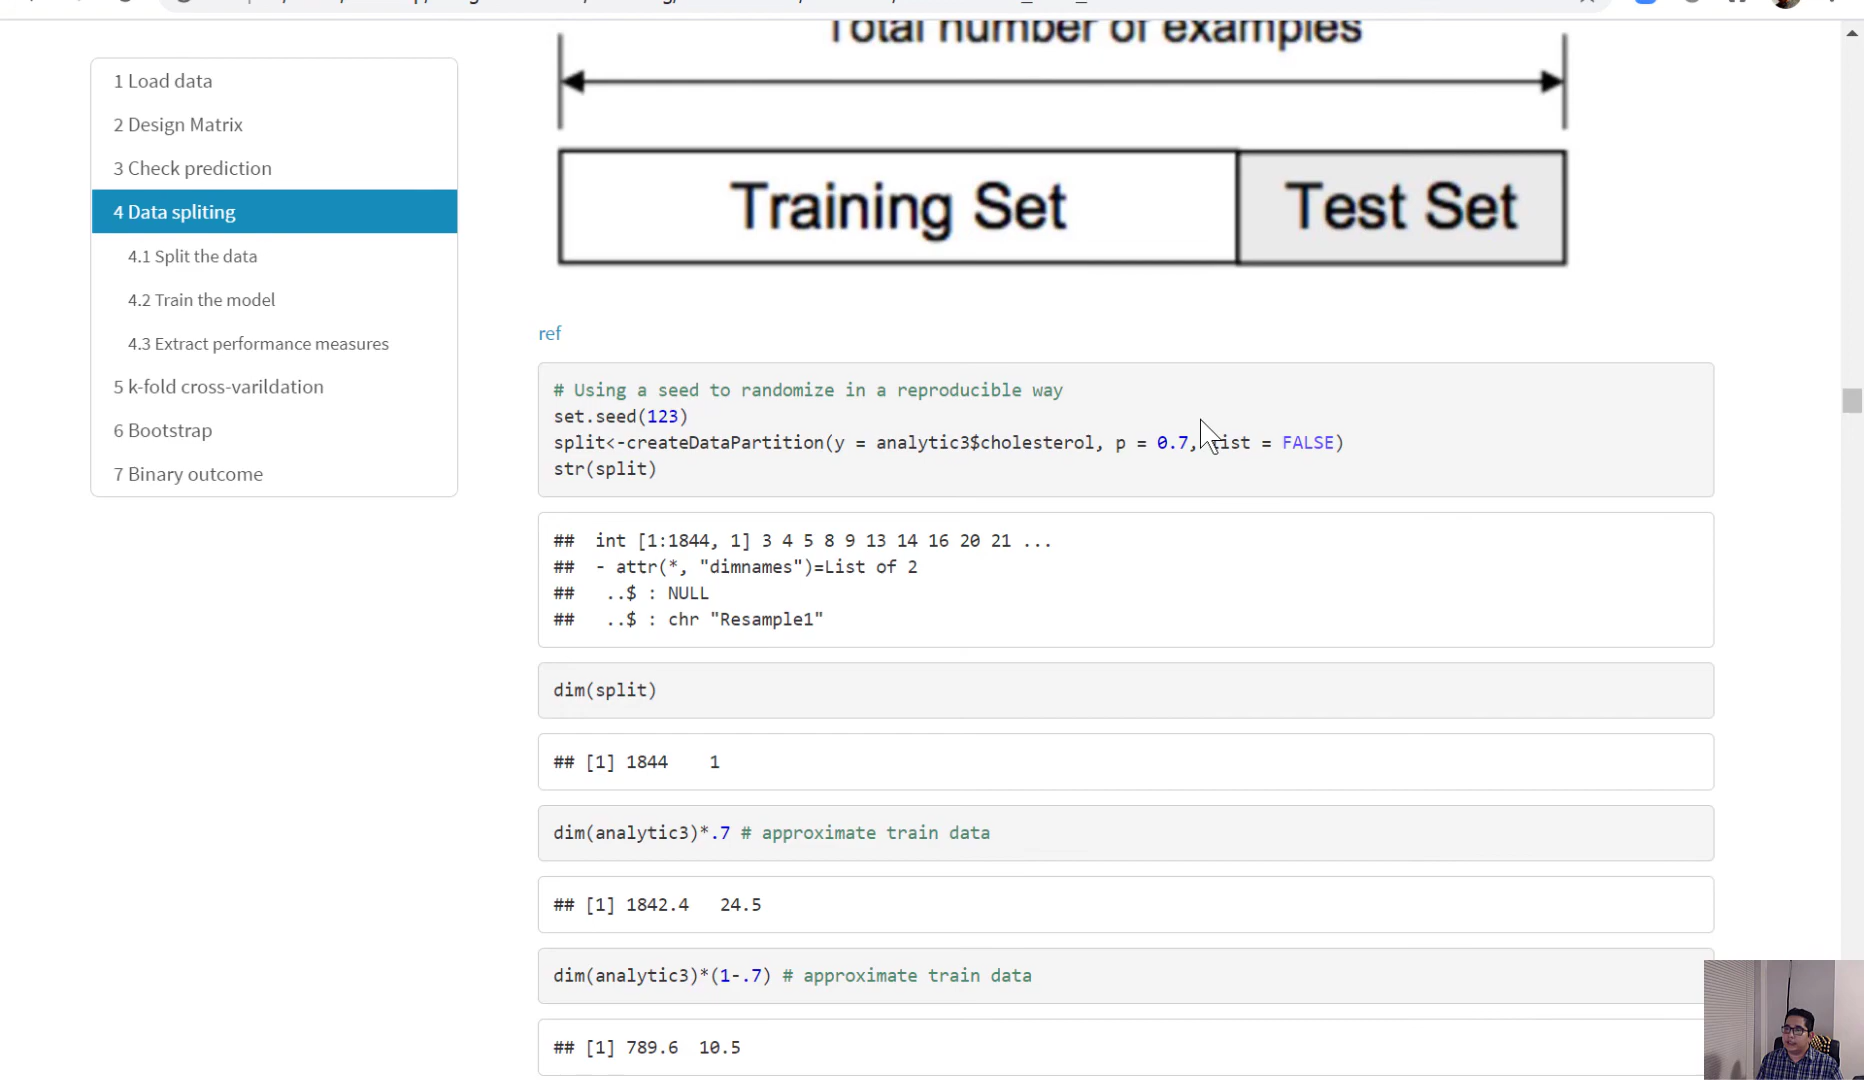 Total number of examples
1 Load data
2 Design Matrix
3 Check prediction
4 Data spliting
4.1 Split the data
4.2 Train the model
4.3 Extract performance measures
5 k-fold cross-varildation
6 Bootstrap
7 Binary outcome
Training Set
Test Set
ref
# Using a seed to randomize in a reproducible way
set.seed(123)
split<-createDataPartition(y = analytic3$cholesterol, p = 0.7, list = FALSE)
str(split)
##  int [1:1844, 1] 3 4 5 8 9 13 14 16 20 21 ...
##  - attr(*, "dimnames")=List of 2
##   ..$ : NULL
##   ..$ : chr "Resample1"
dim(split)
## [1] 1844    1
dim(analytic3)*.7 # approximate train data
## [1] 1842.4   24.5
dim(analytic3)*(1-.7) # approximate train data
## [1] 789.6  10.5